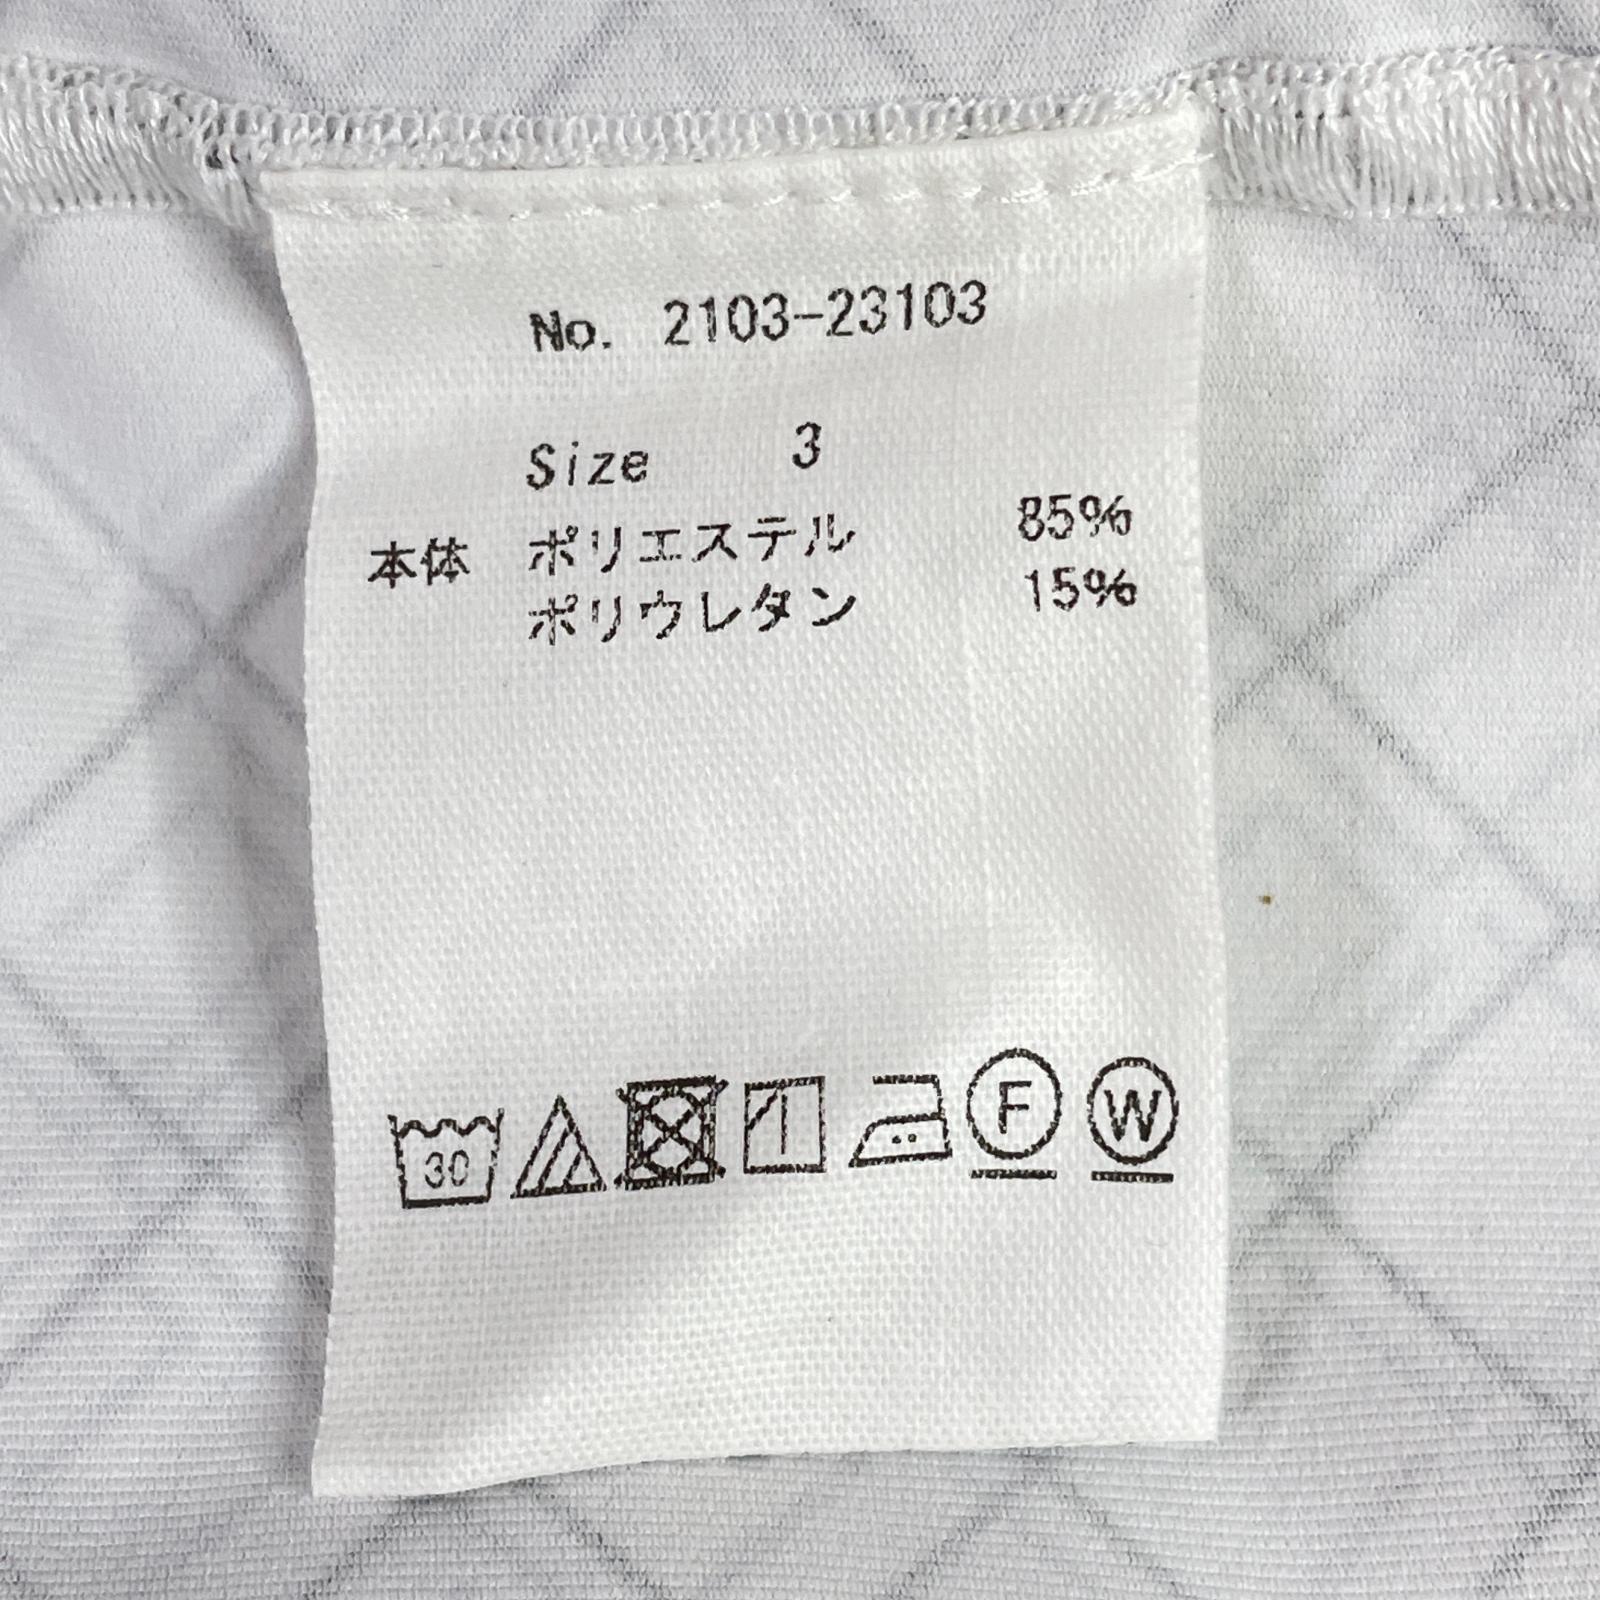 No. 2103-23103
Size 3
本体 ポリエステル 85%
ポリウレタン 15%
30 F W